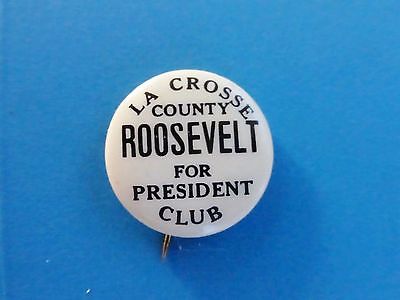 LA CROSSE
COUNTY
ROOSEVELT
FOR
PRESIDENT
CLUB